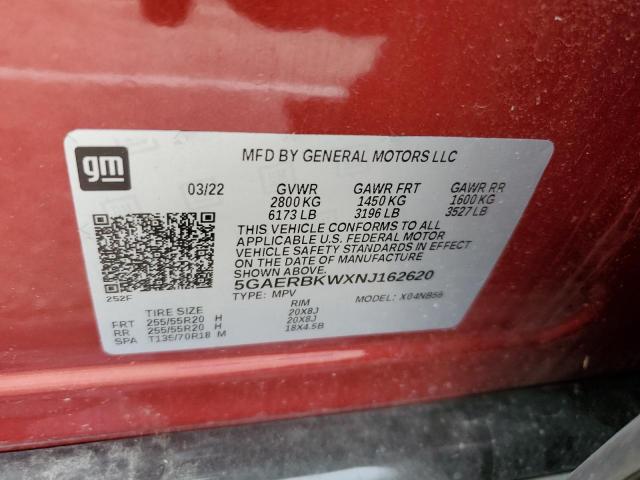 gm
MFD BY GENERAL MOTORS LLC
03/22 GVWR GAWR FRT GAWR RR
2800 KG 1450 KG 1600 KG
6173 LB 3196 LB 3527 LB
THIS VEHICLE CONFORMS TO ALL
APPLICABLE U.S. FEDERAL MOTOR
VEHICLE SAFETY STANDARDS IN EFFECT
ON THE DATE OF MANUFACTURE
SHOWN ABOVE.
5GAERBKWXNJ162620
252F
TYPE: MPV MODEL: X04NB56
TIRE SIZE RIM
FRT 255/55R20 H 20X8J
RR 255/55R20 H 20X8J
SPA T135/70R18 M 18X4.5B